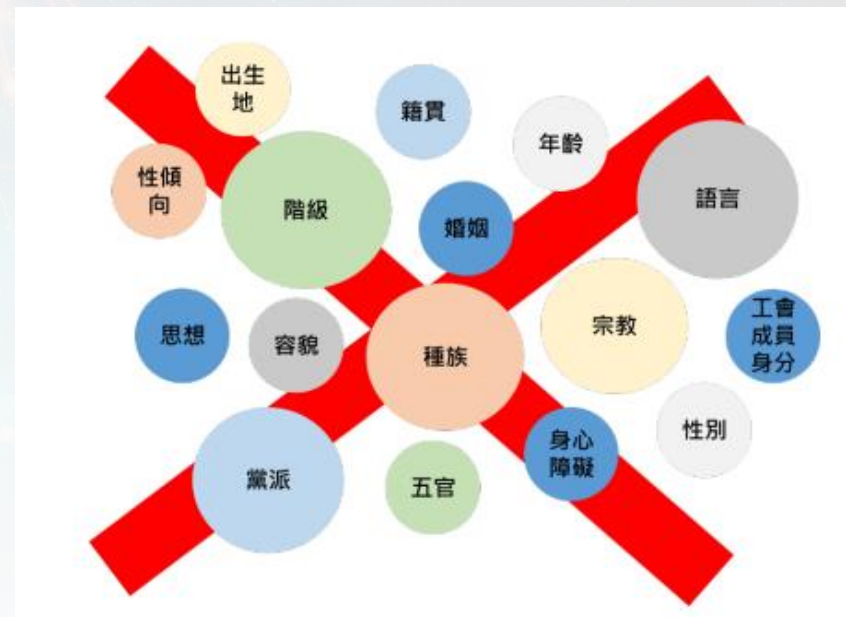 出生
地
籍貫
年齡
性傾
向
階級
婚姻
語言
思想
容貌
種族
宗教
工會
成員
身分
黨派
五官
身心
障礙
性別